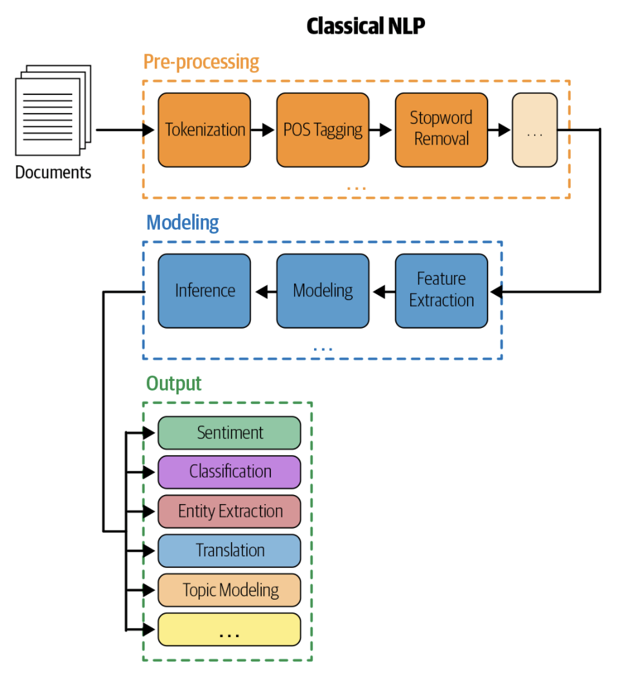 Classical NLP
Pre-processing
Documents
Tokenization
POS Tagging
Stopword
Removal
...
...
Modeling
Inference
Modeling
Feature
Extraction
...
Output
Sentiment
Classification
Entity Extraction
Translation
Topic Modeling
...